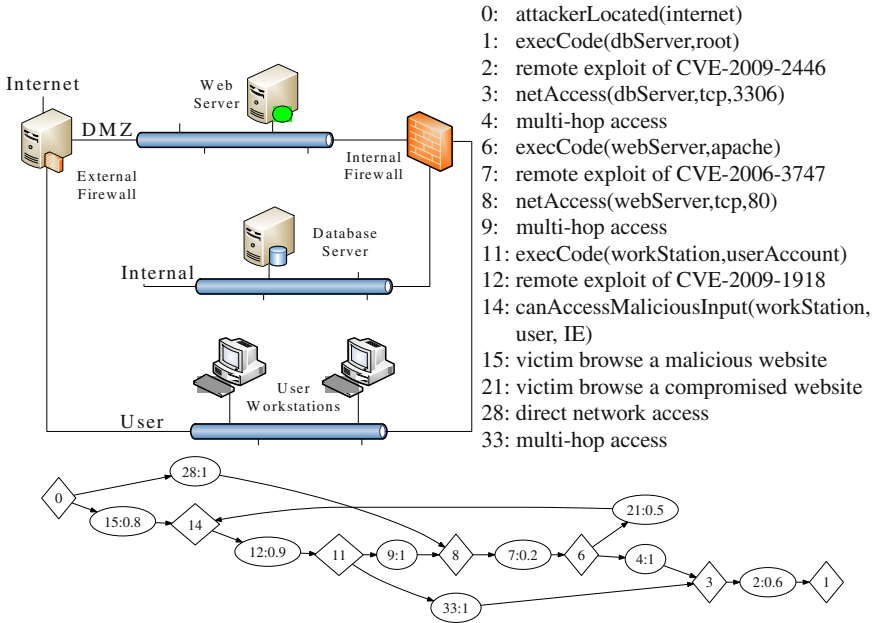 Internet
Web
Server
DMZ
External
Firewall
Internal
Firewall
Database
Server
Internal
User
Workstations
User
0: attackerLocated(internet)
1: execCode(dbServer,root)
2: remote exploit of CVE-2009-2446
3: netAccess(dbServer,tcp,3306)
4: multi-hop access
6: execCode(webServer,apache)
7: remote exploit of CVE-2006-3747
8: netAccess(webServer,tcp,80)
9: multi-hop access
11: execCode(workStation,userAccount)
12: remote exploit of CVE-2009-1918
14: canAccessMaliciousInput(workStation,
user, IE)
15: victim browse a malicious website
21: victim browse a compromised website
28: direct network access
33: multi-hop access
0
28:1
15:0.8
14
12:0.9
11
9:1
8
7:0.2
6
21:0.5
4:1
33:1
3
2:0.6
1